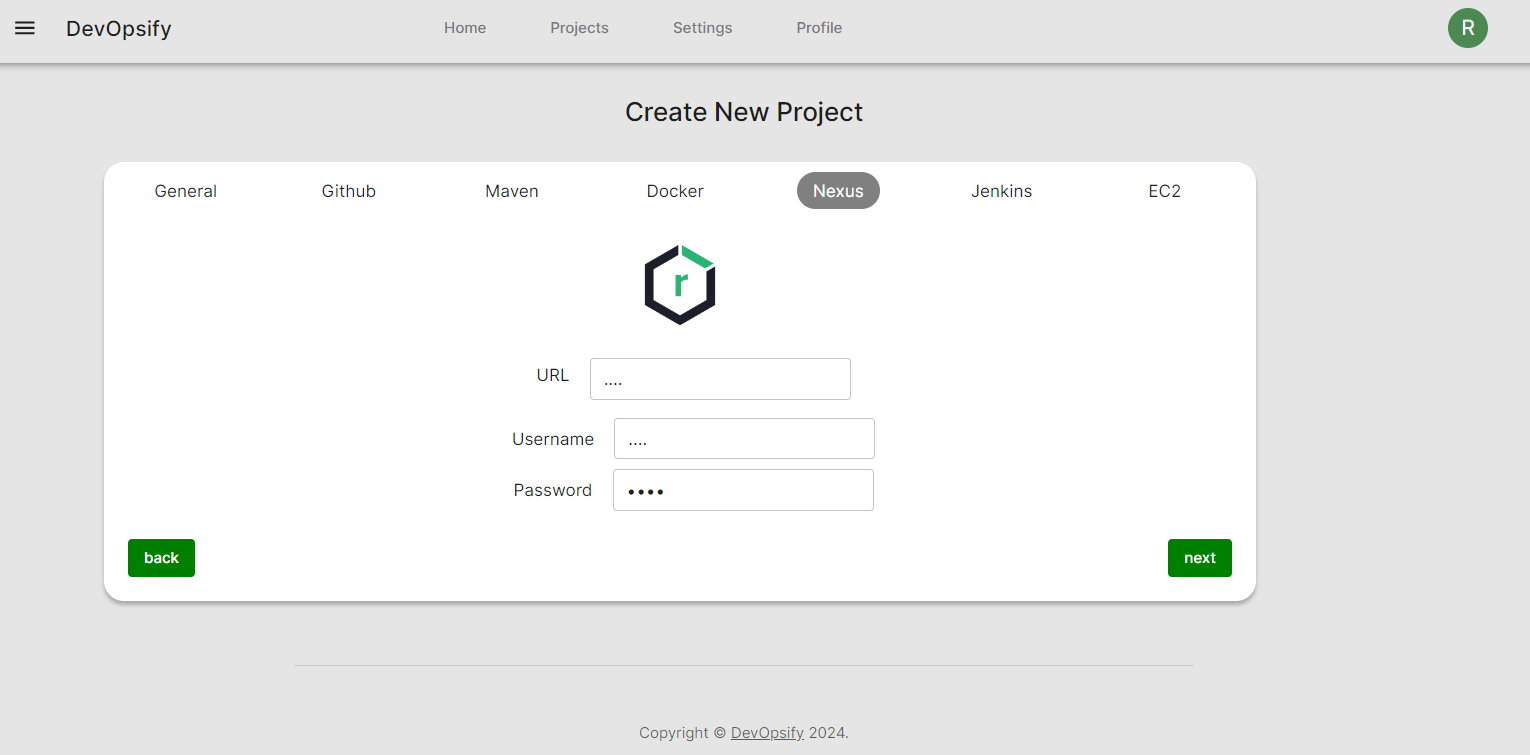 DevOpsify Home Projects Settings Profile R
Create New Project
General Github Maven Docker Nexus Jenkins EC2
r
URL ....
Username ....
Password ••••
back next
Copyright © DevOpsify 2024.